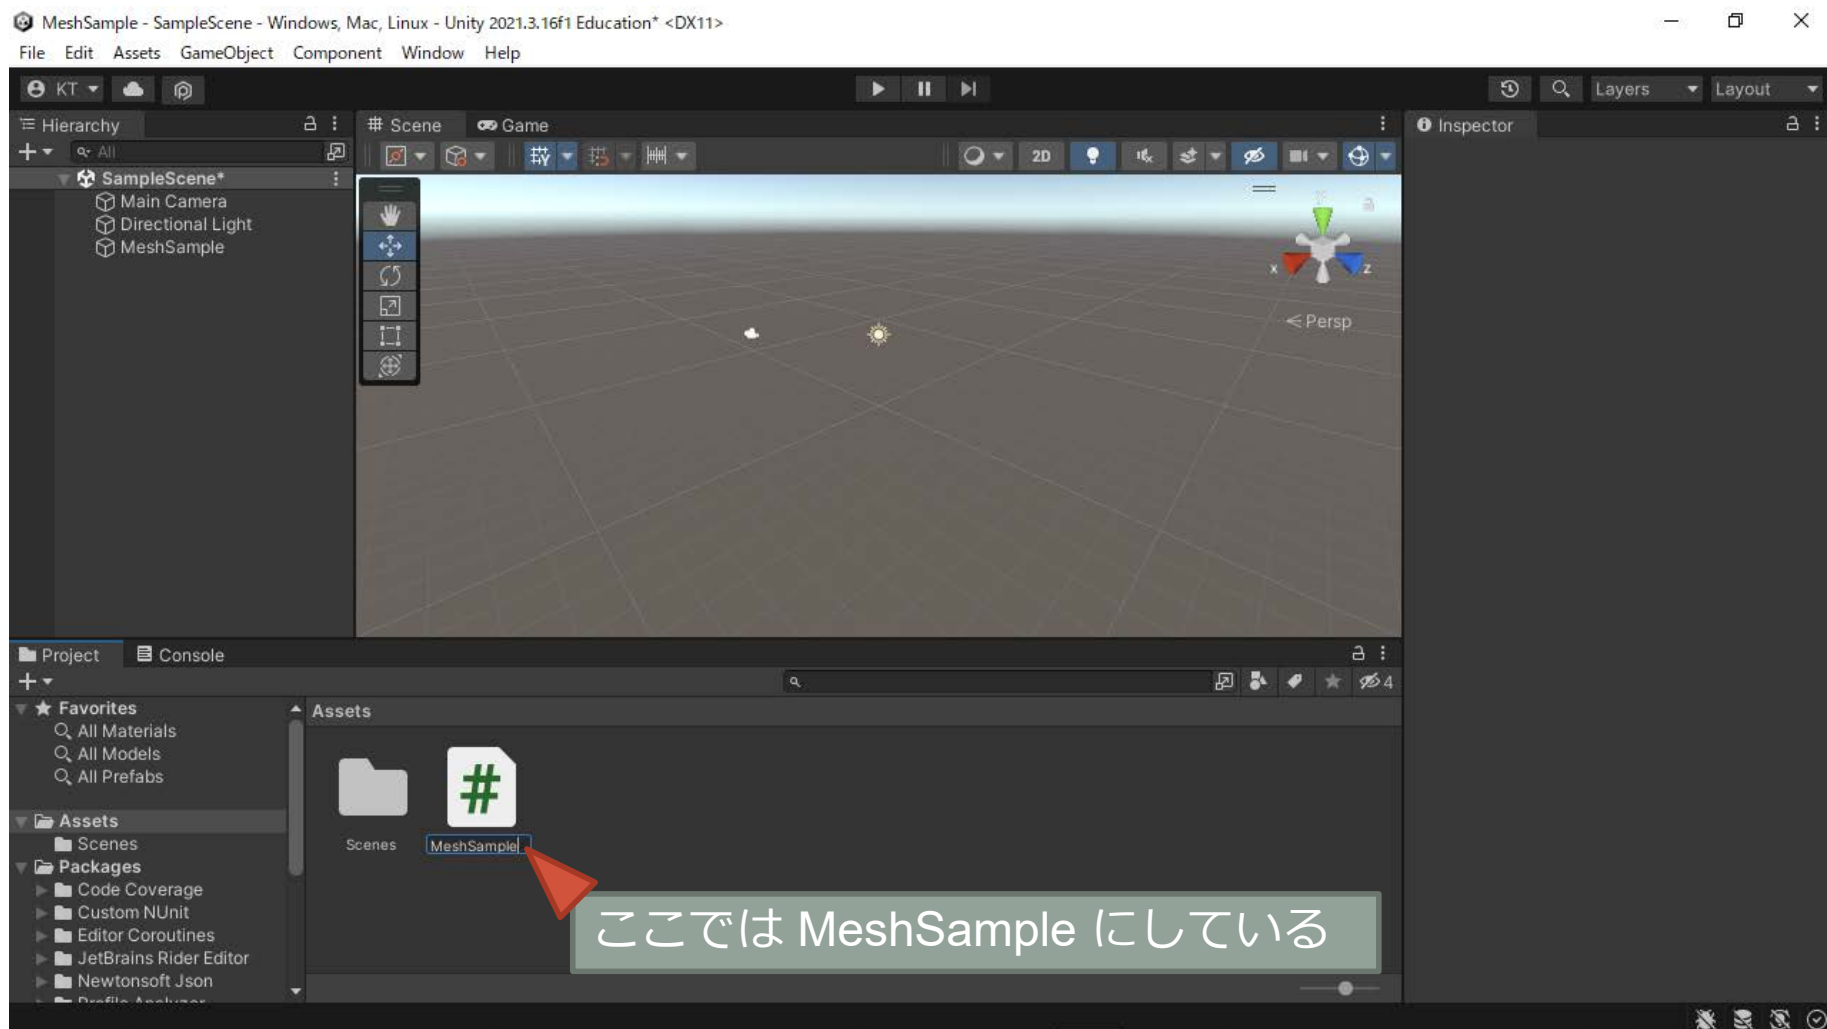 MeshSample - SampleScene - Windows, Mac, Linux - Unity 2021.3.16f1 Education* <DX11>
File Edit Assets GameObject Component Window Help
KT
Layers
Layout
Hierarchy
Scene
Game
Inspector
All
2D
SampleScene*
Main Camera
Directional Light
MeshSample
x
z
Persp
Project
Console
4
Favorites
All Materials
All Models
All Prefabs
Assets
Scenes
Packages
Code Coverage
Custom NUnit
Editor Coroutines
JetBrains Rider Editor
Newtonsoft Json
Profile Analyzer
Assets
Scenes
MeshSample
ここでは MeshSample にしている